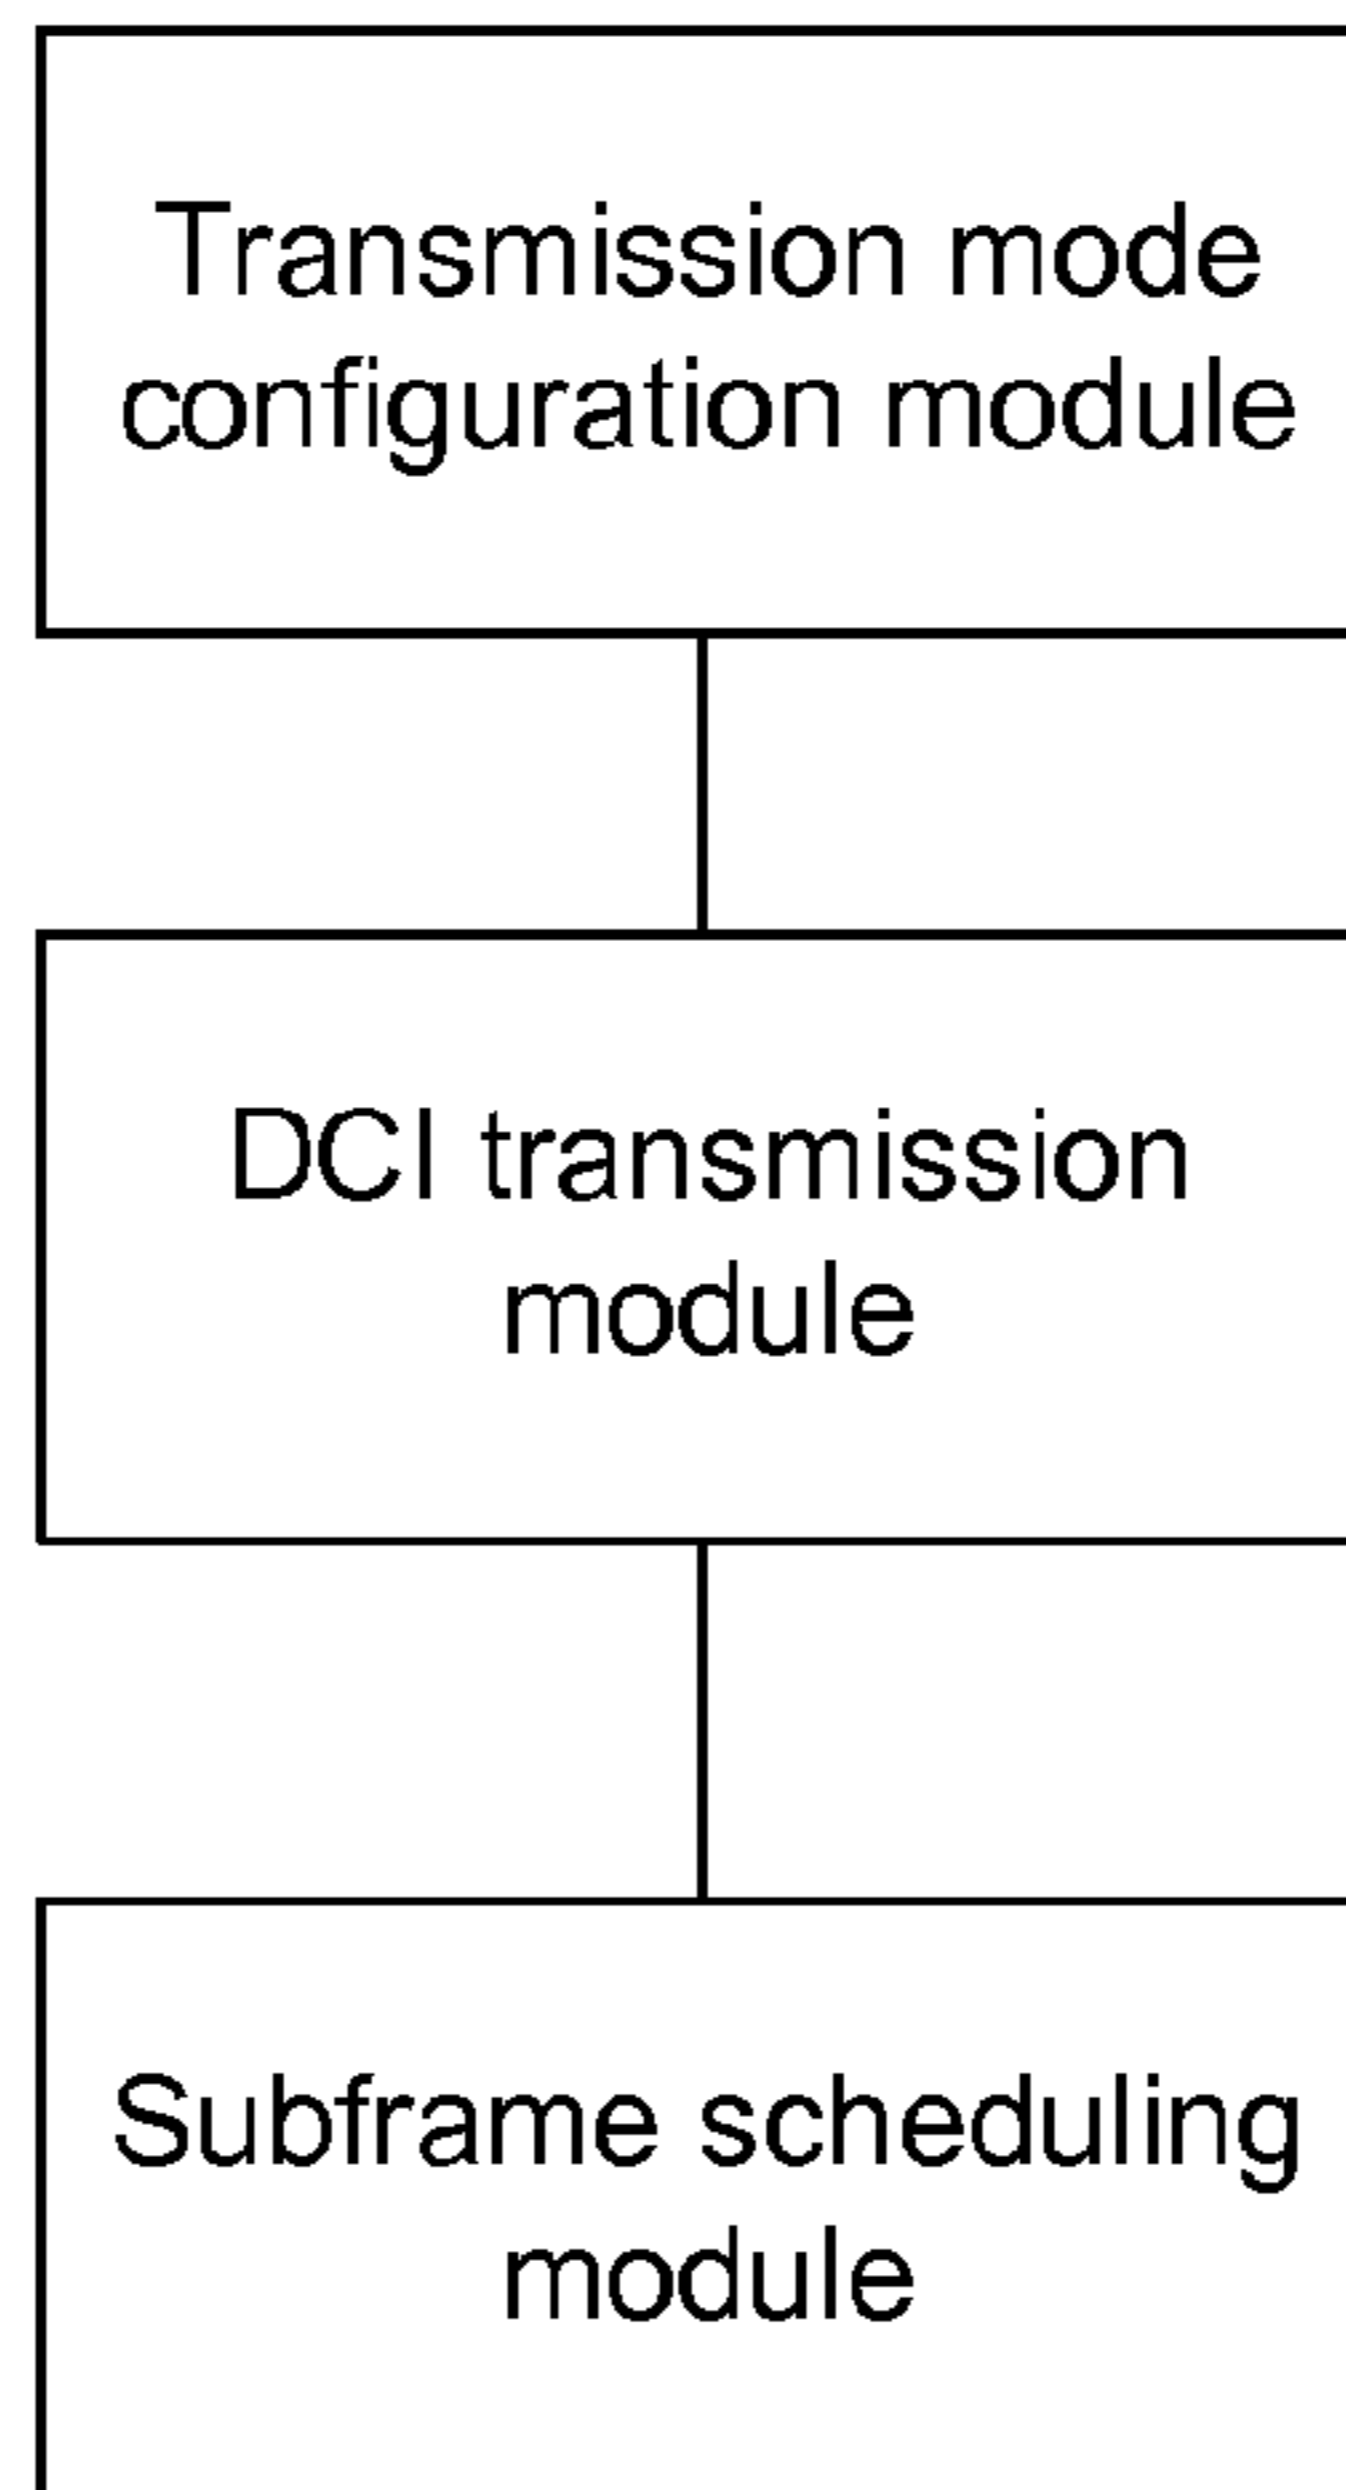 Transmission mode
configuration module
DCI transmission
module
Subframe scheduling
module